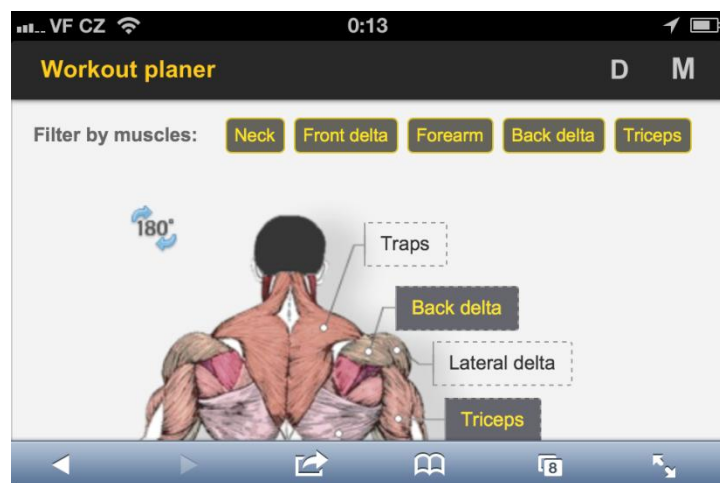 VF CZ 0:13
Workout planer D M
Filter by muscles: Neck Front delta Forearm Back delta Triceps
180°
Traps
Back delta
Lateral delta
Triceps
8